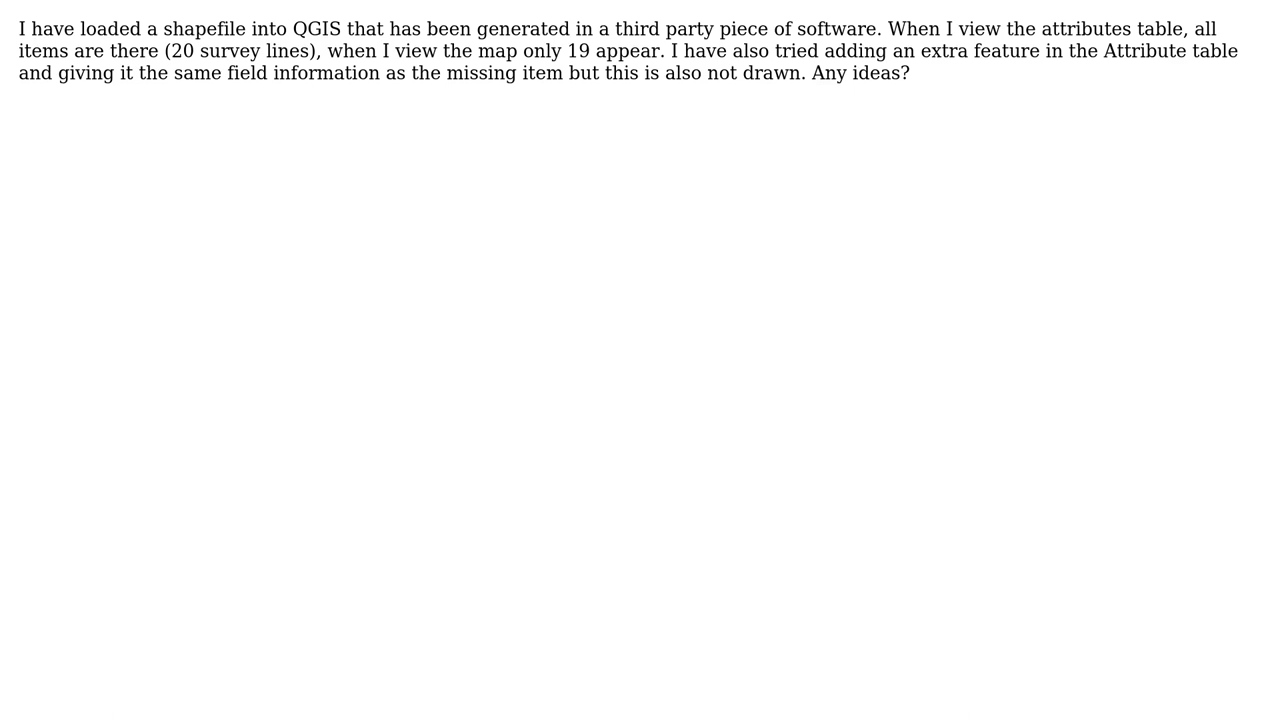 I have loaded a shapefile into QGIS that has been generated in a third party piece of software. When I view the attributes table, all
items are there (20 survey lines), when I view the map only 19 appear. I have also tried adding an extra feature in the Attribute table
and giving it the same field information as the missing item but this is also not drawn. Any ideas?